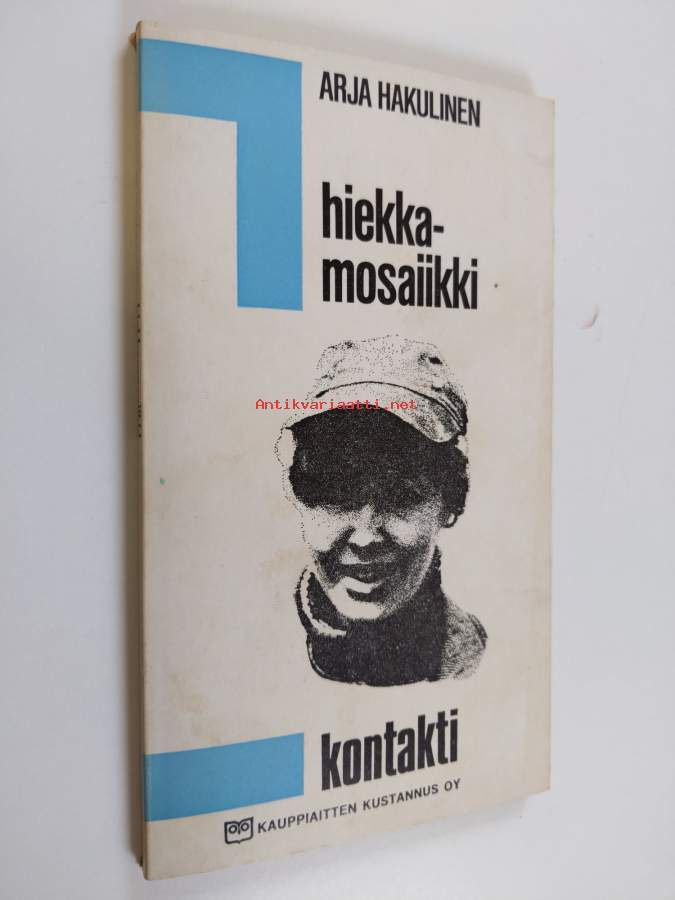 ARJA HAKULINEN
hiekka-
mosaiikki
Antikvariaatti.net
kontakti
KAUPPIAITTEN KUSTANNUS OY